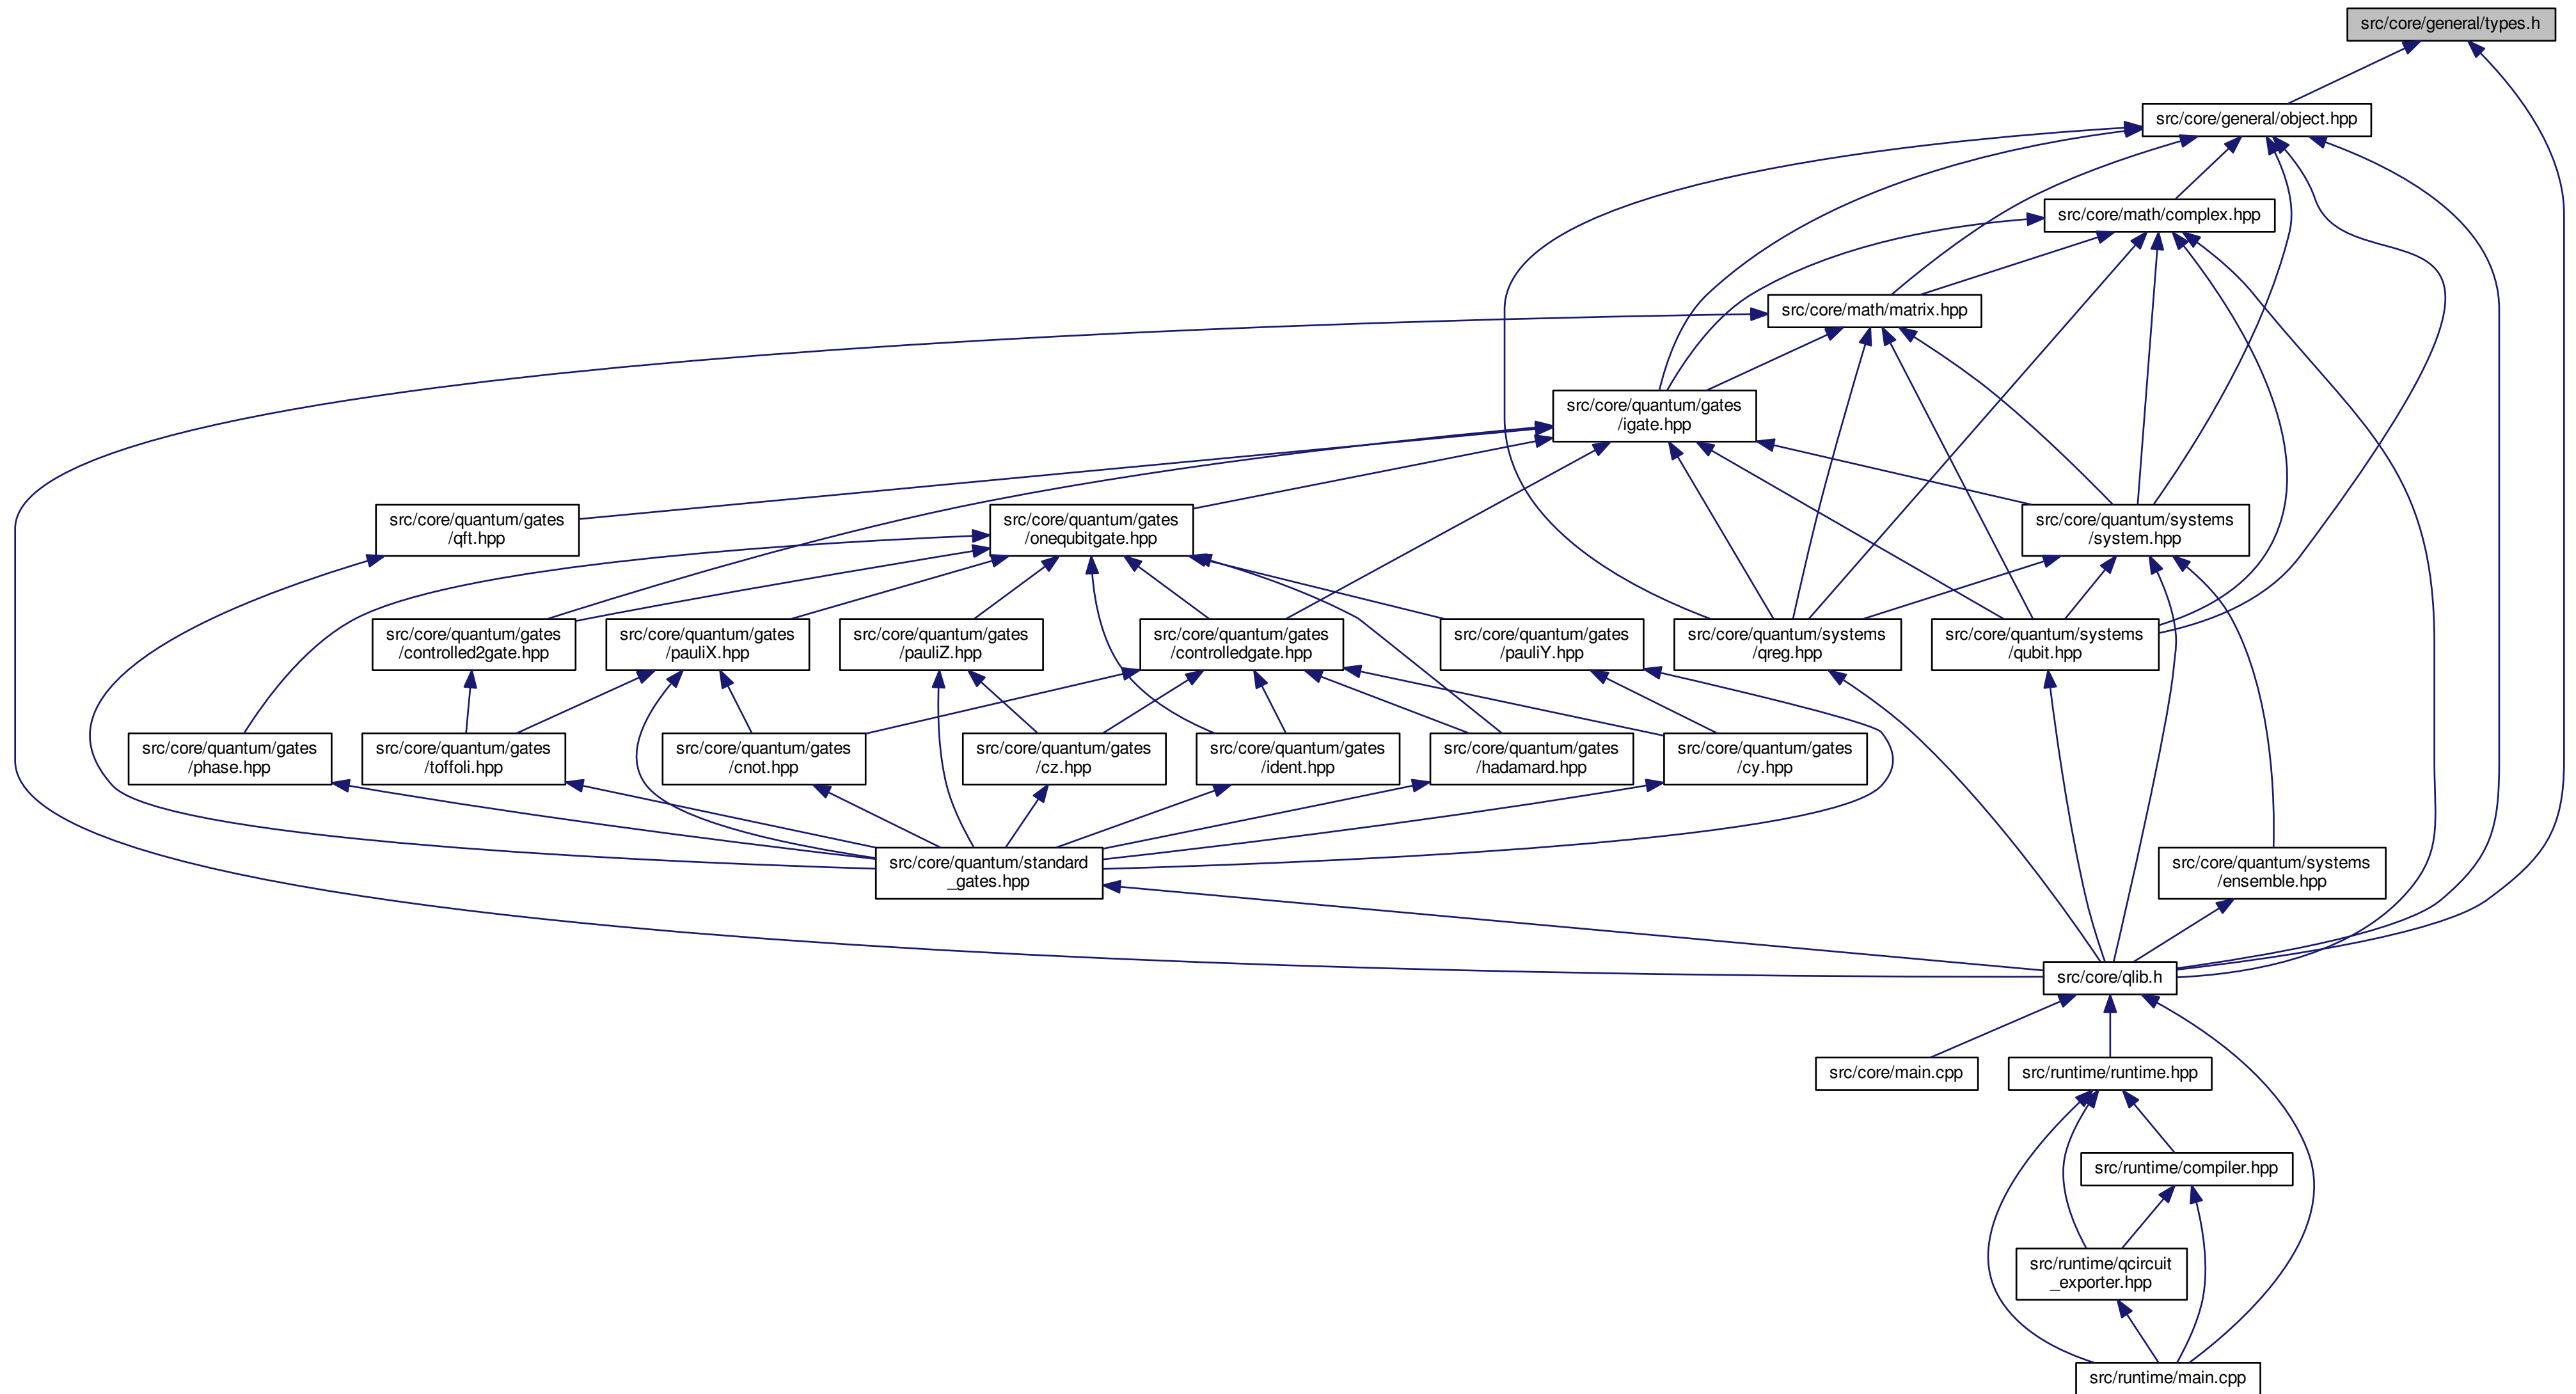 src/core/general/types.h
src/core/general/object.hpp
src/core/math/complex.hpp
src/core/math/matrix.hpp
src/core/quantum/gates
/igate.hpp
src/core/quantum/gates
/qft.hpp
src/core/quantum/gates
/onequbitgate.hpp
src/core/quantum/systems
/system.hpp
src/core/quantum/gates
/controlled2gate.hpp
src/core/quantum/gates
/pauliX.hpp
src/core/quantum/gates
/pauliZ.hpp
src/core/quantum/gates
/controlledgate.hpp
src/core/quantum/gates
/pauliY.hpp
src/core/quantum/systems
/qreg.hpp
src/core/quantum/systems
/qubit.hpp
src/core/quantum/gates
/phase.hpp
src/core/quantum/gates
/toffoli.hpp
src/core/quantum/gates
/cnot.hpp
src/core/quantum/gates
/cz.hpp
src/core/quantum/gates
/ident.hpp
src/core/quantum/gates
/hadamard.hpp
src/core/quantum/gates
/cy.hpp
src/core/quantum/standard
_gates.hpp
src/core/quantum/systems
/ensemble.hpp
src/core/qlib.h
src/core/main.cpp
src/runtime/runtime.hpp
src/runtime/compiler.hpp
src/runtime/qcircuit
_exporter.hpp
src/runtime/main.cpp